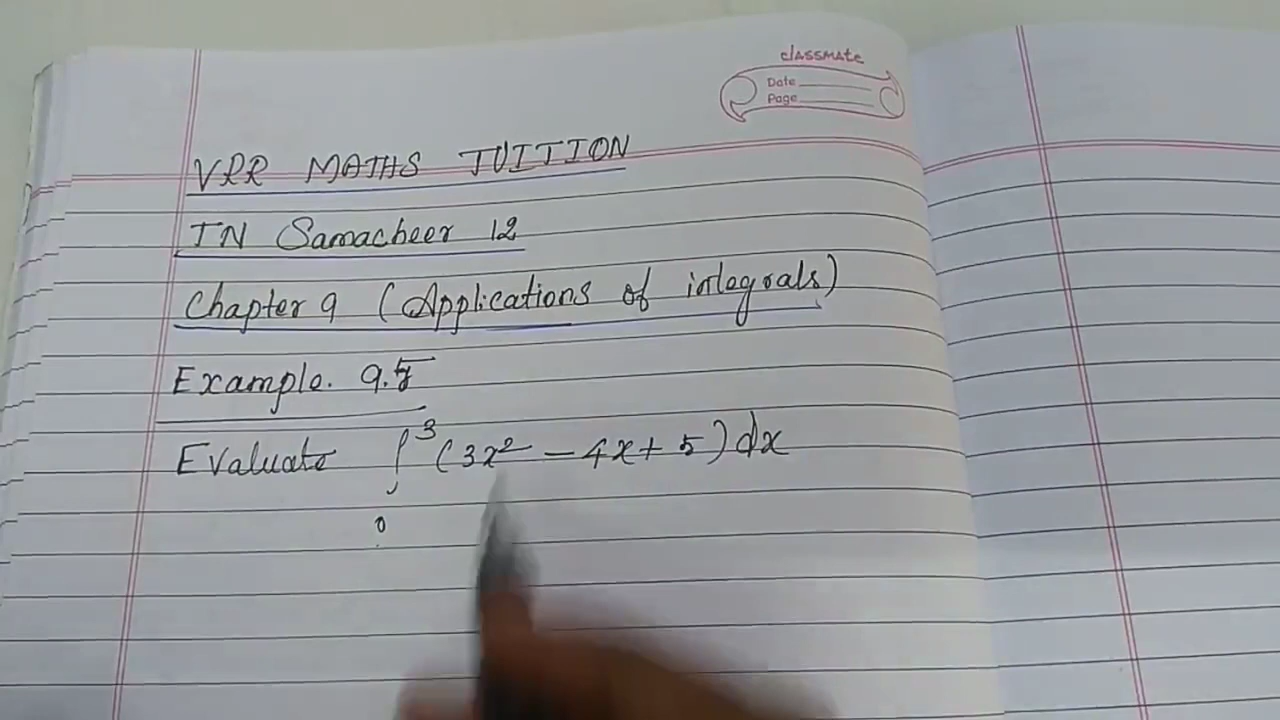 classmate
Date
Page
VRR MATHS TUITION
TN Samacheer 12
Chapter 9 (Applications of integrals)
Example. 9.5
Evaluate ∫₀³ (3x² - 4x + 5) dx